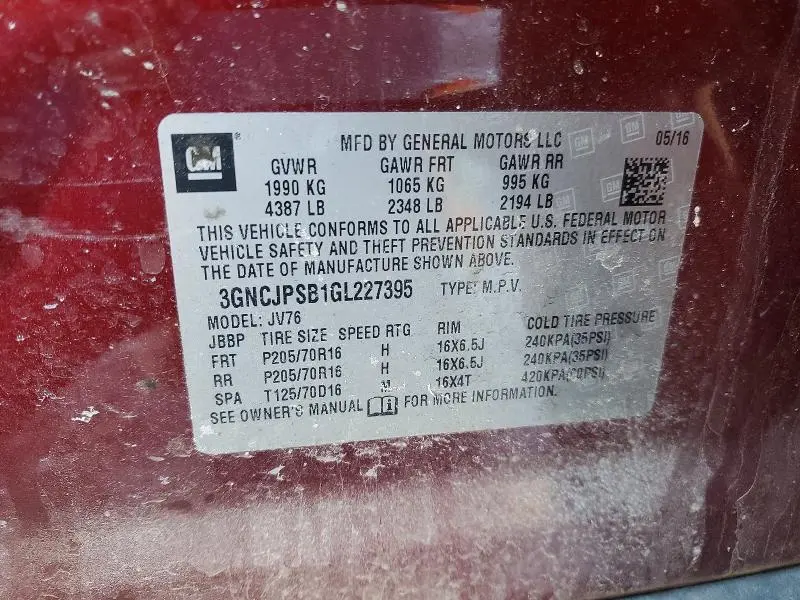 GM ® MFD BY GENERAL MOTORS LLC 05/16
GVWR GAWR FRT GAWR RR
1990 KG 1065 KG 995 KG
4387 LB 2348 LB 2194 LB
THIS VEHICLE CONFORMS TO ALL APPLICABLE U.S. FEDERAL MOTOR
VEHICLE SAFETY AND THEFT PREVENTION STANDARDS IN EFFECT ON
THE DATE OF MANUFACTURE SHOWN ABOVE.
3GNCJPSB1GL227395 TYPE: M.P.V.
MODEL: JV76
JBBP TIRE SIZE SPEED RTG RIM COLD TIRE PRESSURE
FRT P205/70R16 H 16X6.5J 240KPA(35PSI)
RR P205/70R16 H 16X6.5J 240KPA(35PSI)
SPA T125/70D16 M 16X4T 420KPA(60PSI)
SEE OWNER'S MANUAL FOR MORE INFORMATION.